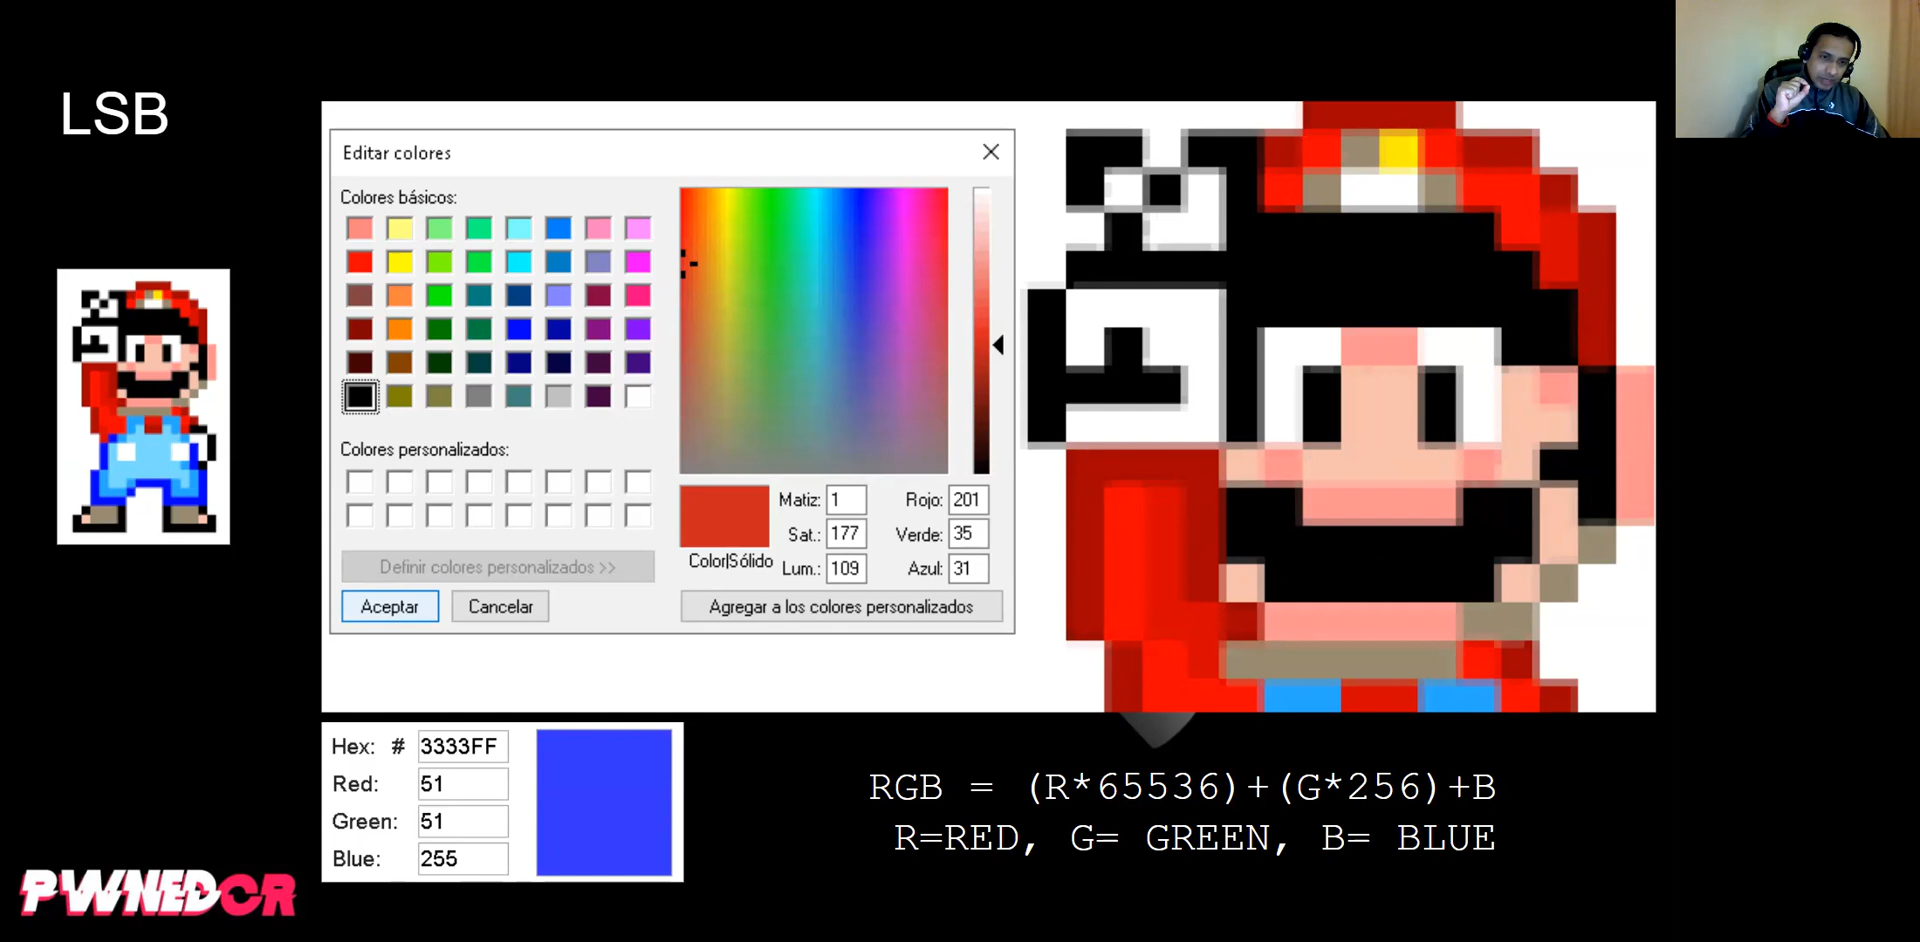 LSB
Editar colores
Colores básicos:
Colores personalizados:
Definir colores personalizados >>
Aceptar
Cancelar
Color|Sólido
Matiz: 1
Sat.: 177
Lum.: 109
Rojo: 201
Verde: 35
Azul: 31
Agregar a los colores personalizados
Hex: # 3333FF
Red: 51
Green: 51
Blue: 255
RGB = (R*65536)+(G*256)+B
R=RED, G= GREEN, B= BLUE
PWNEDCR